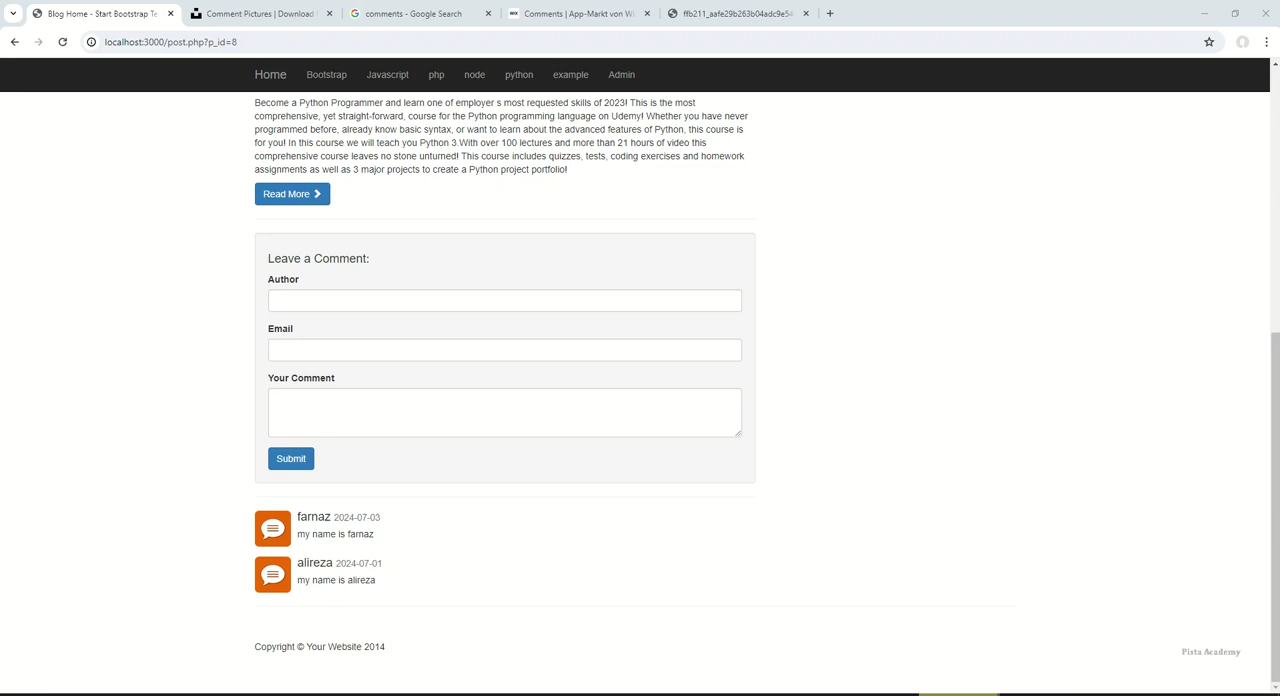 Blog Home - Start Bootstrap Te
Comment Pictures | Download
comments - Google Search
Comments | App-Markt von Wi
ffb211_aafe29b263b04adc9e54
localhost:3000/post.php?p_id=8
Home Bootstrap Javascript php node python example Admin
Become a Python Programmer and learn one of employer s most requested skills of 2023! This is the most
comprehensive, yet straight-forward, course for the Python programming language on Udemy! Whether you have never
programmed before, already know basic syntax, or want to learn about the advanced features of Python, this course is
for you! In this course we will teach you Python 3.With over 100 lectures and more than 21 hours of video this
comprehensive course leaves no stone unturned! This course includes quizzes, tests, coding exercises and homework
assignments as well as 3 major projects to create a Python project portfolio!
Read More
Leave a Comment:
Author
Email
Your Comment
Submit
farnaz 2024-07-03
my name is farnaz
alireza 2024-07-01
my name is alireza
Copyright © Your Website 2014
Pista Academy